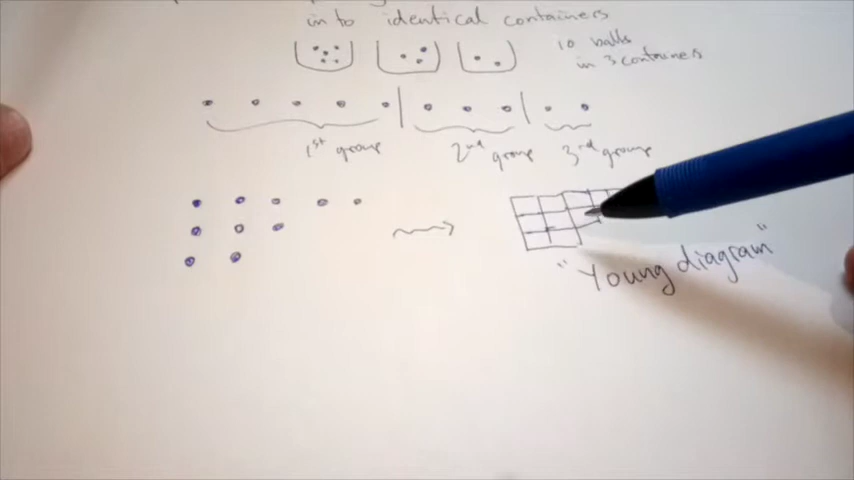 in to identical containers
10 balls
in 3 containers
1st group
2nd group
3rd group
"Young diagram"